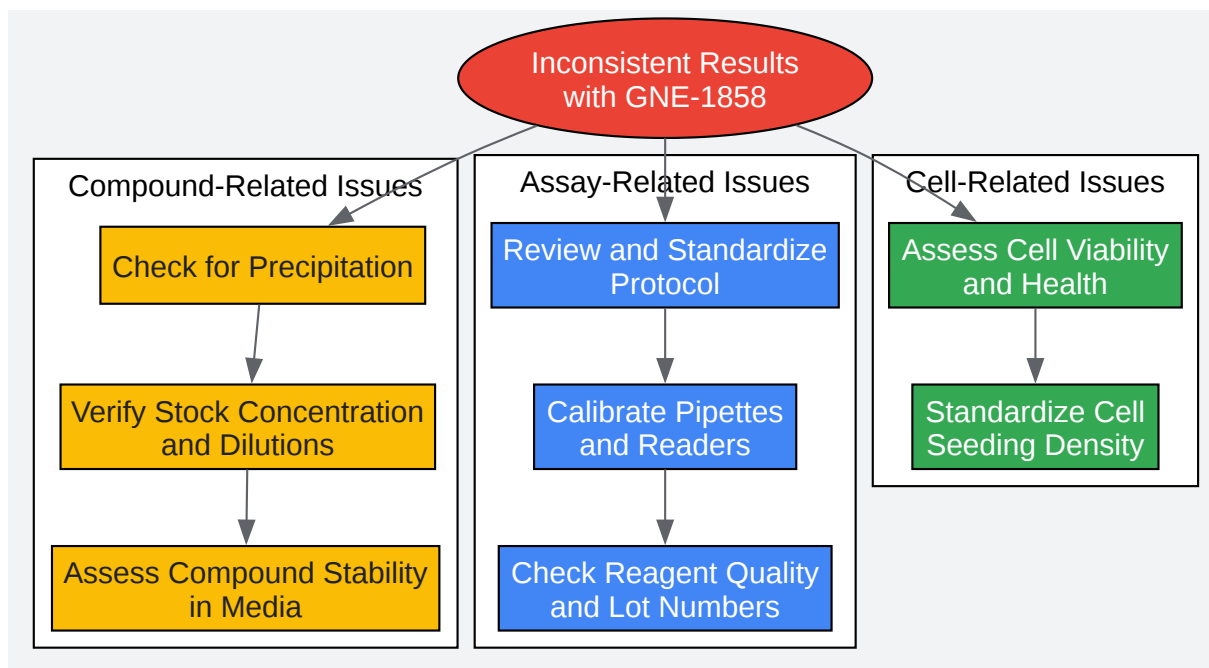 Inconsistent Results
with GNE-1858
Compound-Related Issues
Check for Precipitation
Verify Stock Concentration
and Dilutions
Assess Compound Stability
in Media
Assay-Related Issues
Review and Standardize
Protocol
Calibrate Pipettes
and Readers
Check Reagent Quality
and Lot Numbers
Cell-Related Issues
Assess Cell Viability
and Health
Standardize Cell
Seeding Density